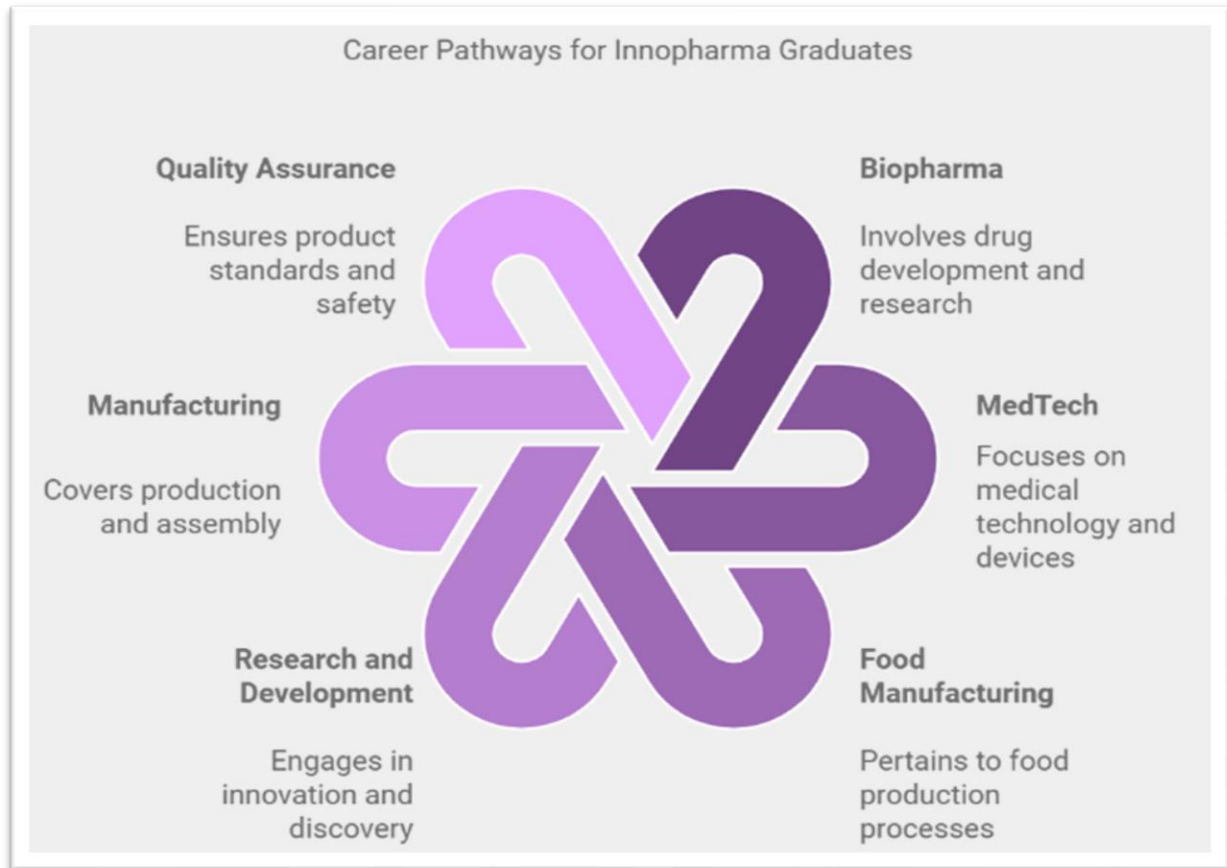 Career Pathways for Innopharma Graduates
Quality Assurance
Ensures product
standards and
safety
Biopharma
Involves drug
development and
research
Manufacturing
Covers production
and assembly
MedTech
Focuses on
medical
technology and
devices
Research and
Development
Engages in
innovation and
discovery
Food
Manufacturing
Pertains to food
production
processes